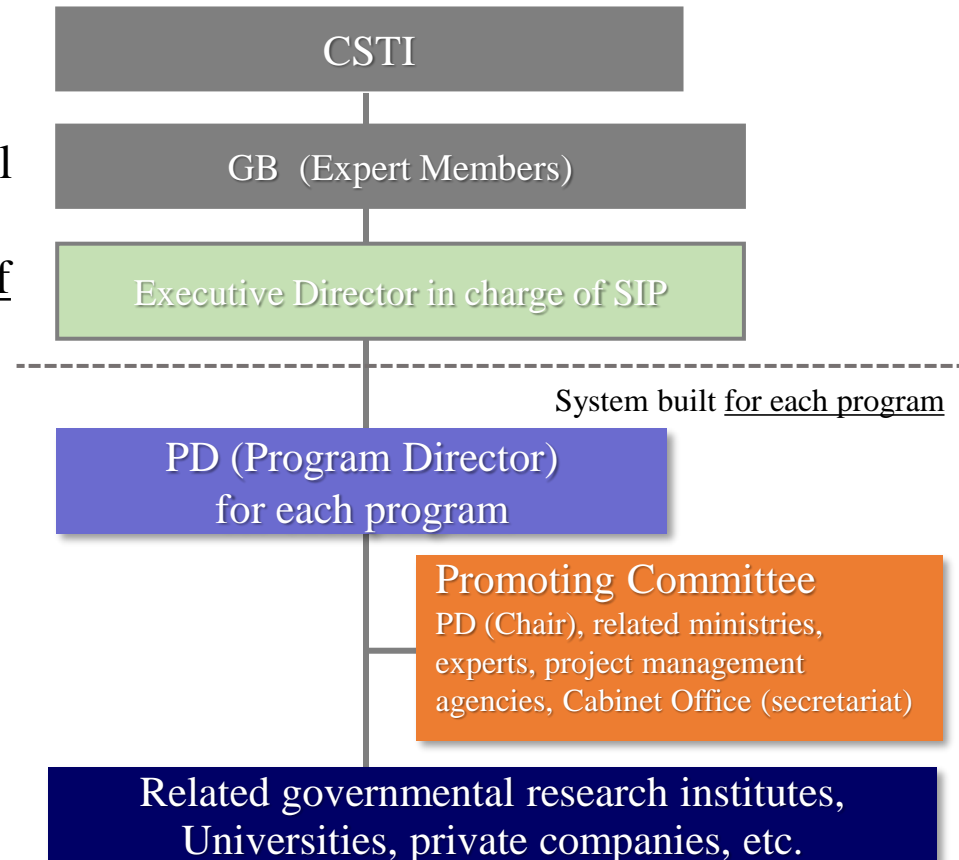 CSTI
l
GB (Expert Members)
f
Executive Director in charge of SIP
System built for each program
PD (Program Director)
for each program
Promoting Committee
PD (Chair), related ministries,
experts, project management
agencies, Cabinet Office (secretariat)
Related governmental research institutes,
Universities, private companies, etc.